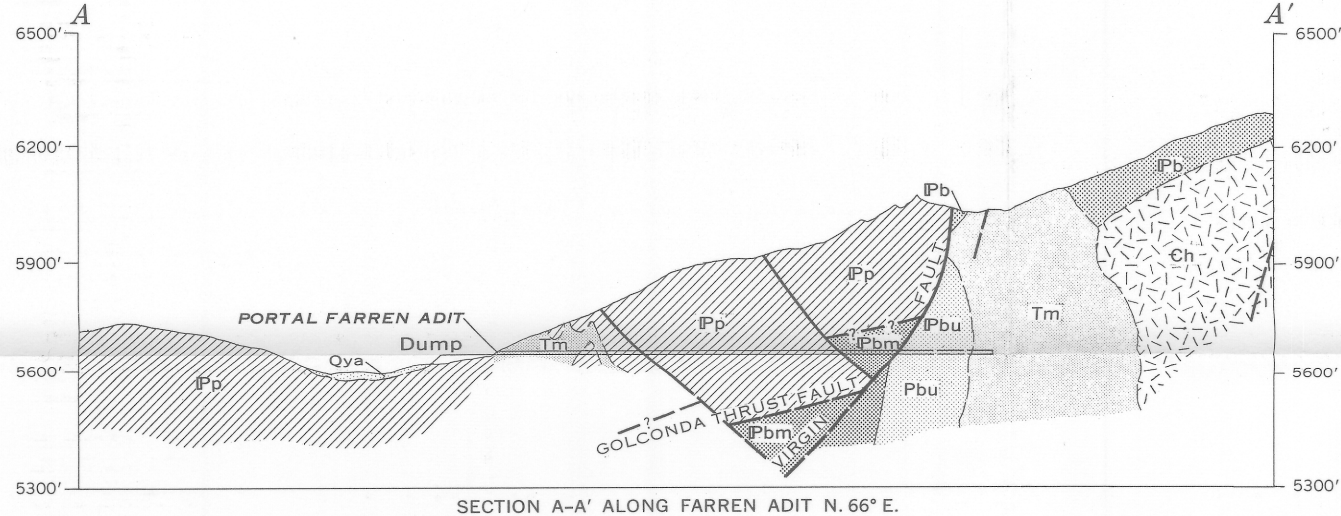 A A'
6500' 6500'
6200' 6200'
ℙb
ℙb
Ch
5900' 5900'
ℙp
FAULT
Tm
PORTAL FARREN ADIT
ℙp
ℙbu
Dump
Tm
? ?
ℙbm
Qya
5600' 5600'
ℙp
Pbu
?
GOLCONDA THRUST FAULT
ℙbm
VIRGIN
5300' 5300'
SECTION A-A' ALONG FARREN ADIT N. 66° E.